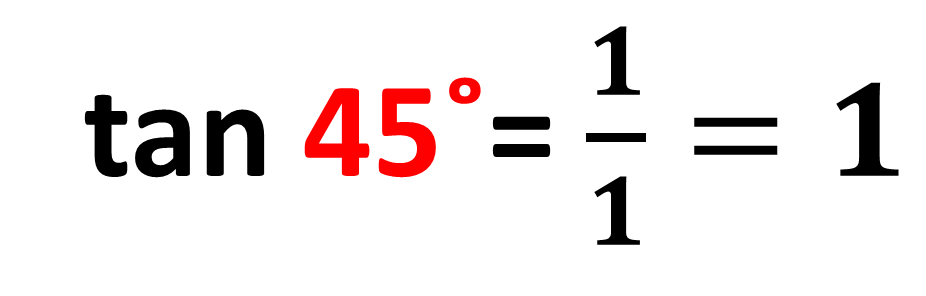 tan 45° = 1/1 = 1